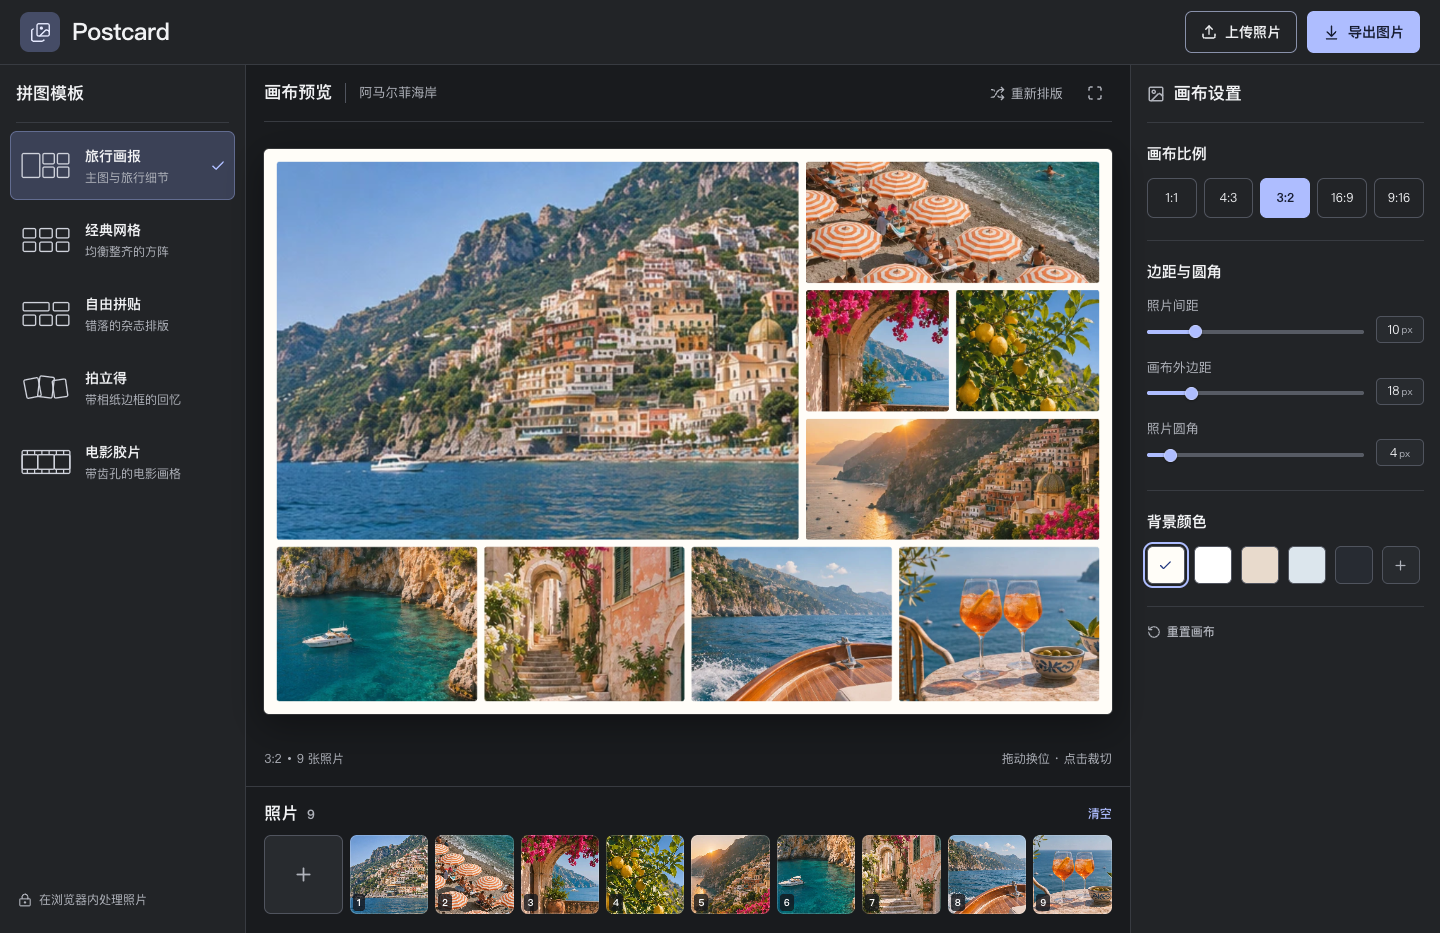 Postcard
上传照片
导出图片
拼图模板
旅行画报
主图与旅行细节
经典网格
均衡整齐的方阵
自由拼贴
错落的杂志排版
拍立得
带相纸边框的回忆
电影胶片
带齿孔的电影画格
在浏览器内处理照片
画布预览
阿马尔菲海岸
重新排版
3:2 • 9 张照片
拖动换位 · 点击裁切
照片 9
清空
1
2
3
4
5
6
7
8
9
画布设置
画布比例
1:1
4:3
3:2
16:9
9:16
边距与圆角
照片间距
10 px
画布外边距
18 px
照片圆角
4 px
背景颜色
重置画布